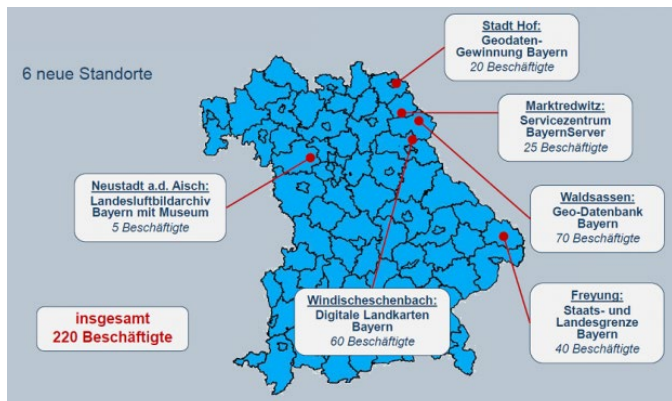 6 neue Standorte
Stadt Hof:
Geodaten-
Gewinnung Bayern
20 Beschäftigte
Marktredwitz:
Servicezentrum
BayernServer
25 Beschäftigte
Neustadt a.d. Aisch:
Landesluftbildarchiv
Bayern mit Museum
5 Beschäftigte
Waldsassen:
Geo-Datenbank
Bayern
70 Beschäftigte
Windischeschenbach:
Digitale Landkarten
Bayern
60 Beschäftigte
Freyung:
Staats- und
Landesgrenze
Bayern
40 Beschäftigte
insgesamt
220 Beschäftigte